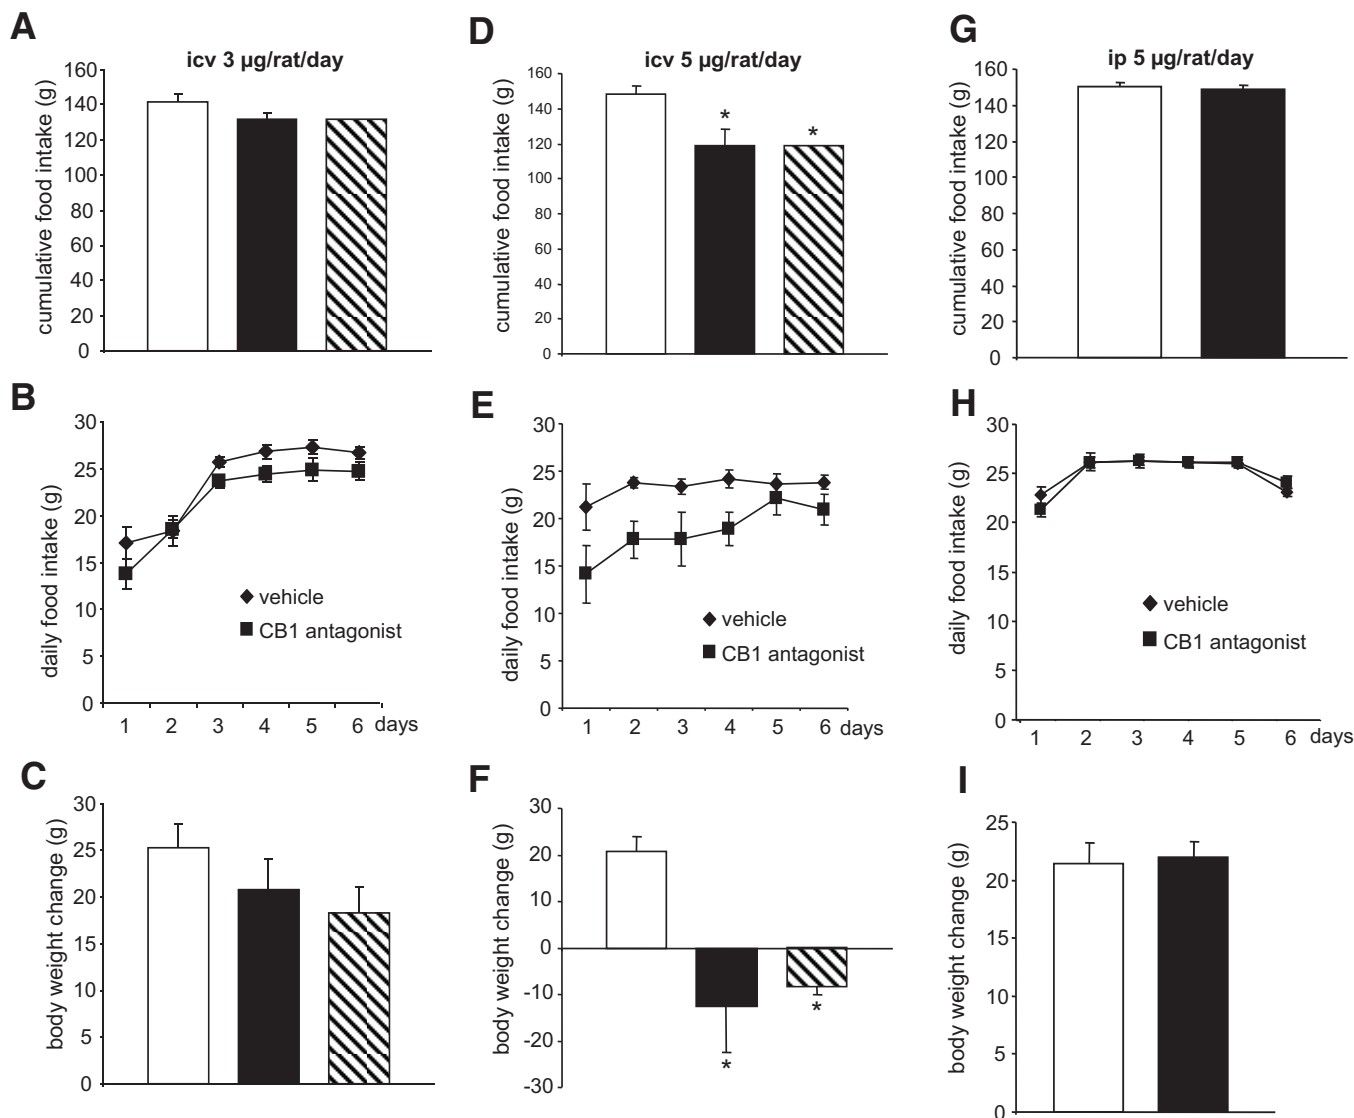 A
icv 3 µg/rat/day
cumulative food intake (g)
160
140
120
100
80
60
40
20
0
D
icv 5 µg/rat/day
cumulative food intake (g)
160
140
120
100
80
60
40
20
0
*
*
G
ip 5 µg/rat/day
cumulative food intake (g)
160
140
120
100
80
60
40
20
0
B
daily food intake (g)
30
25
20
15
10
5
0
vehicle
CB1 antagonist
1 2 3 4 5 6 days
E
daily food intake (g)
30
25
20
15
10
5
0
vehicle
CB1 antagonist
1 2 3 4 5 6 days
H
daily food intake (g)
30
25
20
15
10
5
0
vehicle
CB1 antagonist
1 2 3 4 5 6 days
C
body weight change (g)
30
25
20
15
10
5
0
F
body weight change (g)
30
20
10
0
-10
-20
-30
*
*
I
body weight change (g)
25
20
15
10
5
0